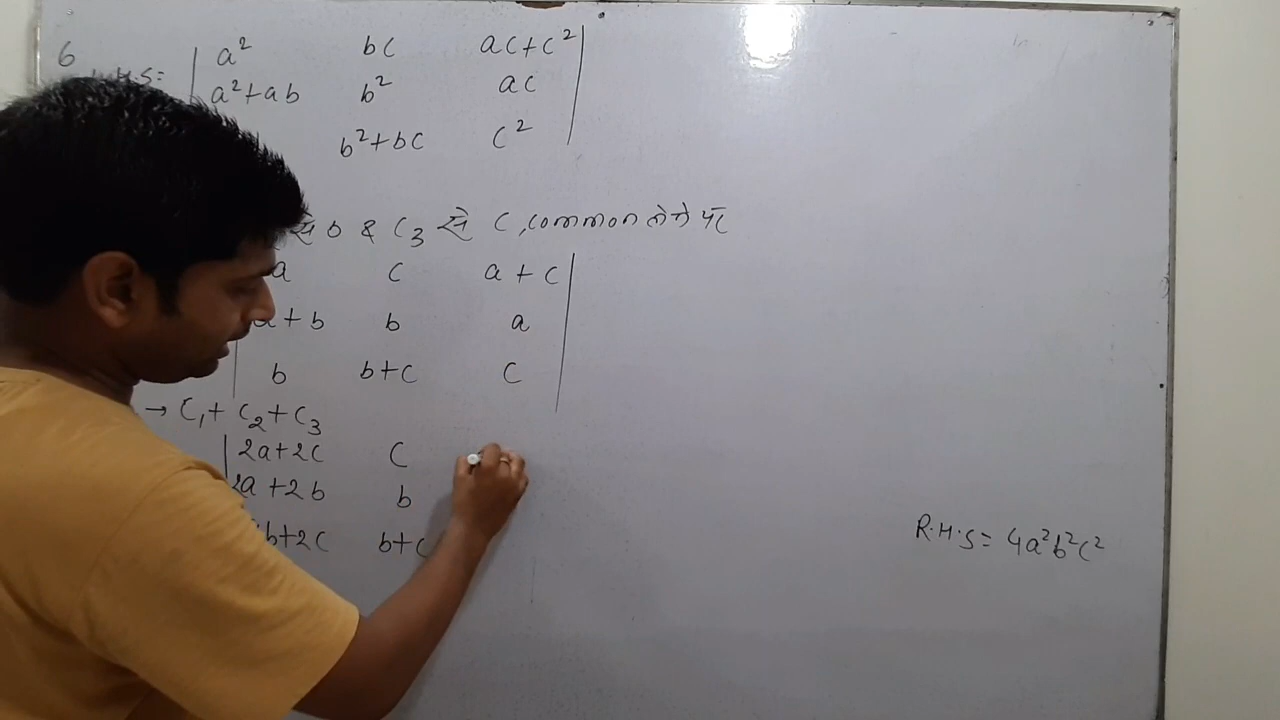 6
H.S= a² bc ac+c²
a²+ab b² ac
b²+bc c²
से b & C₃ से C, common लेने पर
a c a + c
a + b b a
b b+c c
→ C₁+ C₂+C₃
2a+2c c
2a +2b b
2b+2c b+c
R.H.S= 4a²b²c²